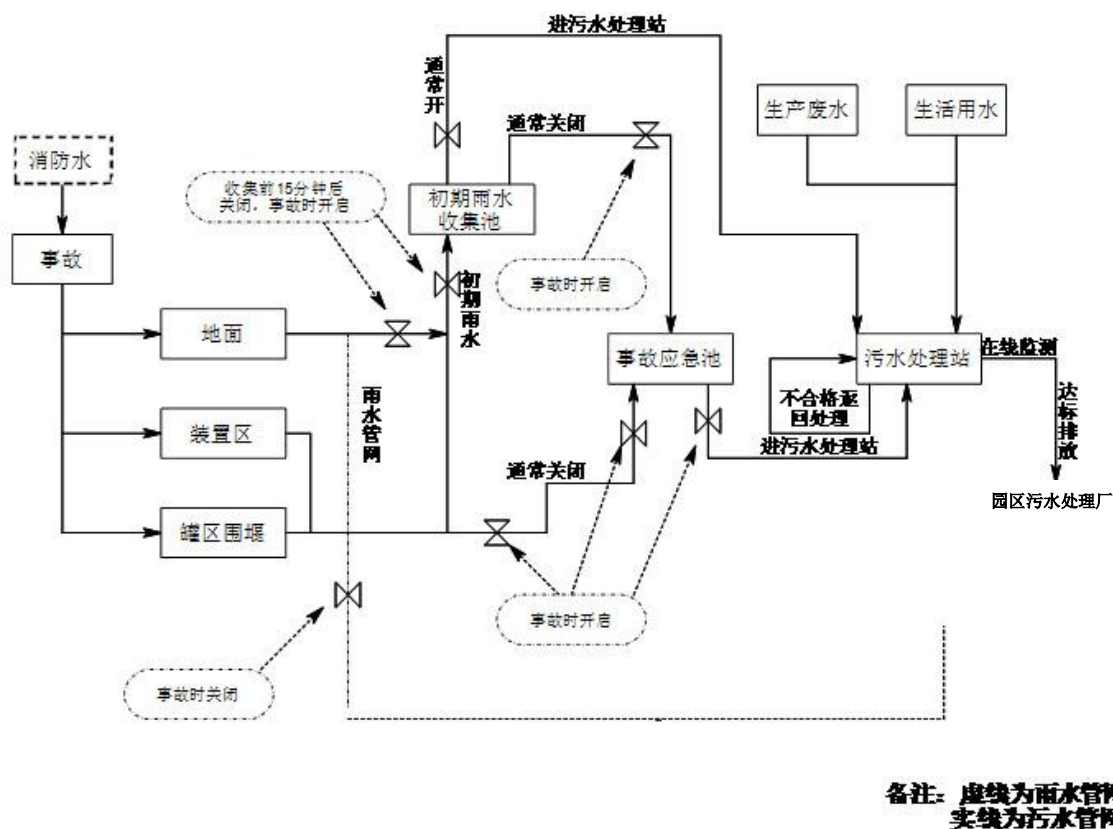 进污水处理站
通常开
通常关闭
生产废水
生活用水
消防水
收集前15分钟后
关闭，事故时开启
初期雨水
收集池
事故
事故时开启
初期雨水
地面
事故应急池
污水处理站
在线监测
不合格返
回处理
达标排放
雨水管网
装置区
通常关闭
进污水处理站
园区污水处理厂
罐区围堰
事故时开启
事故时关闭
备注：虚线为雨水管
实线为污水管